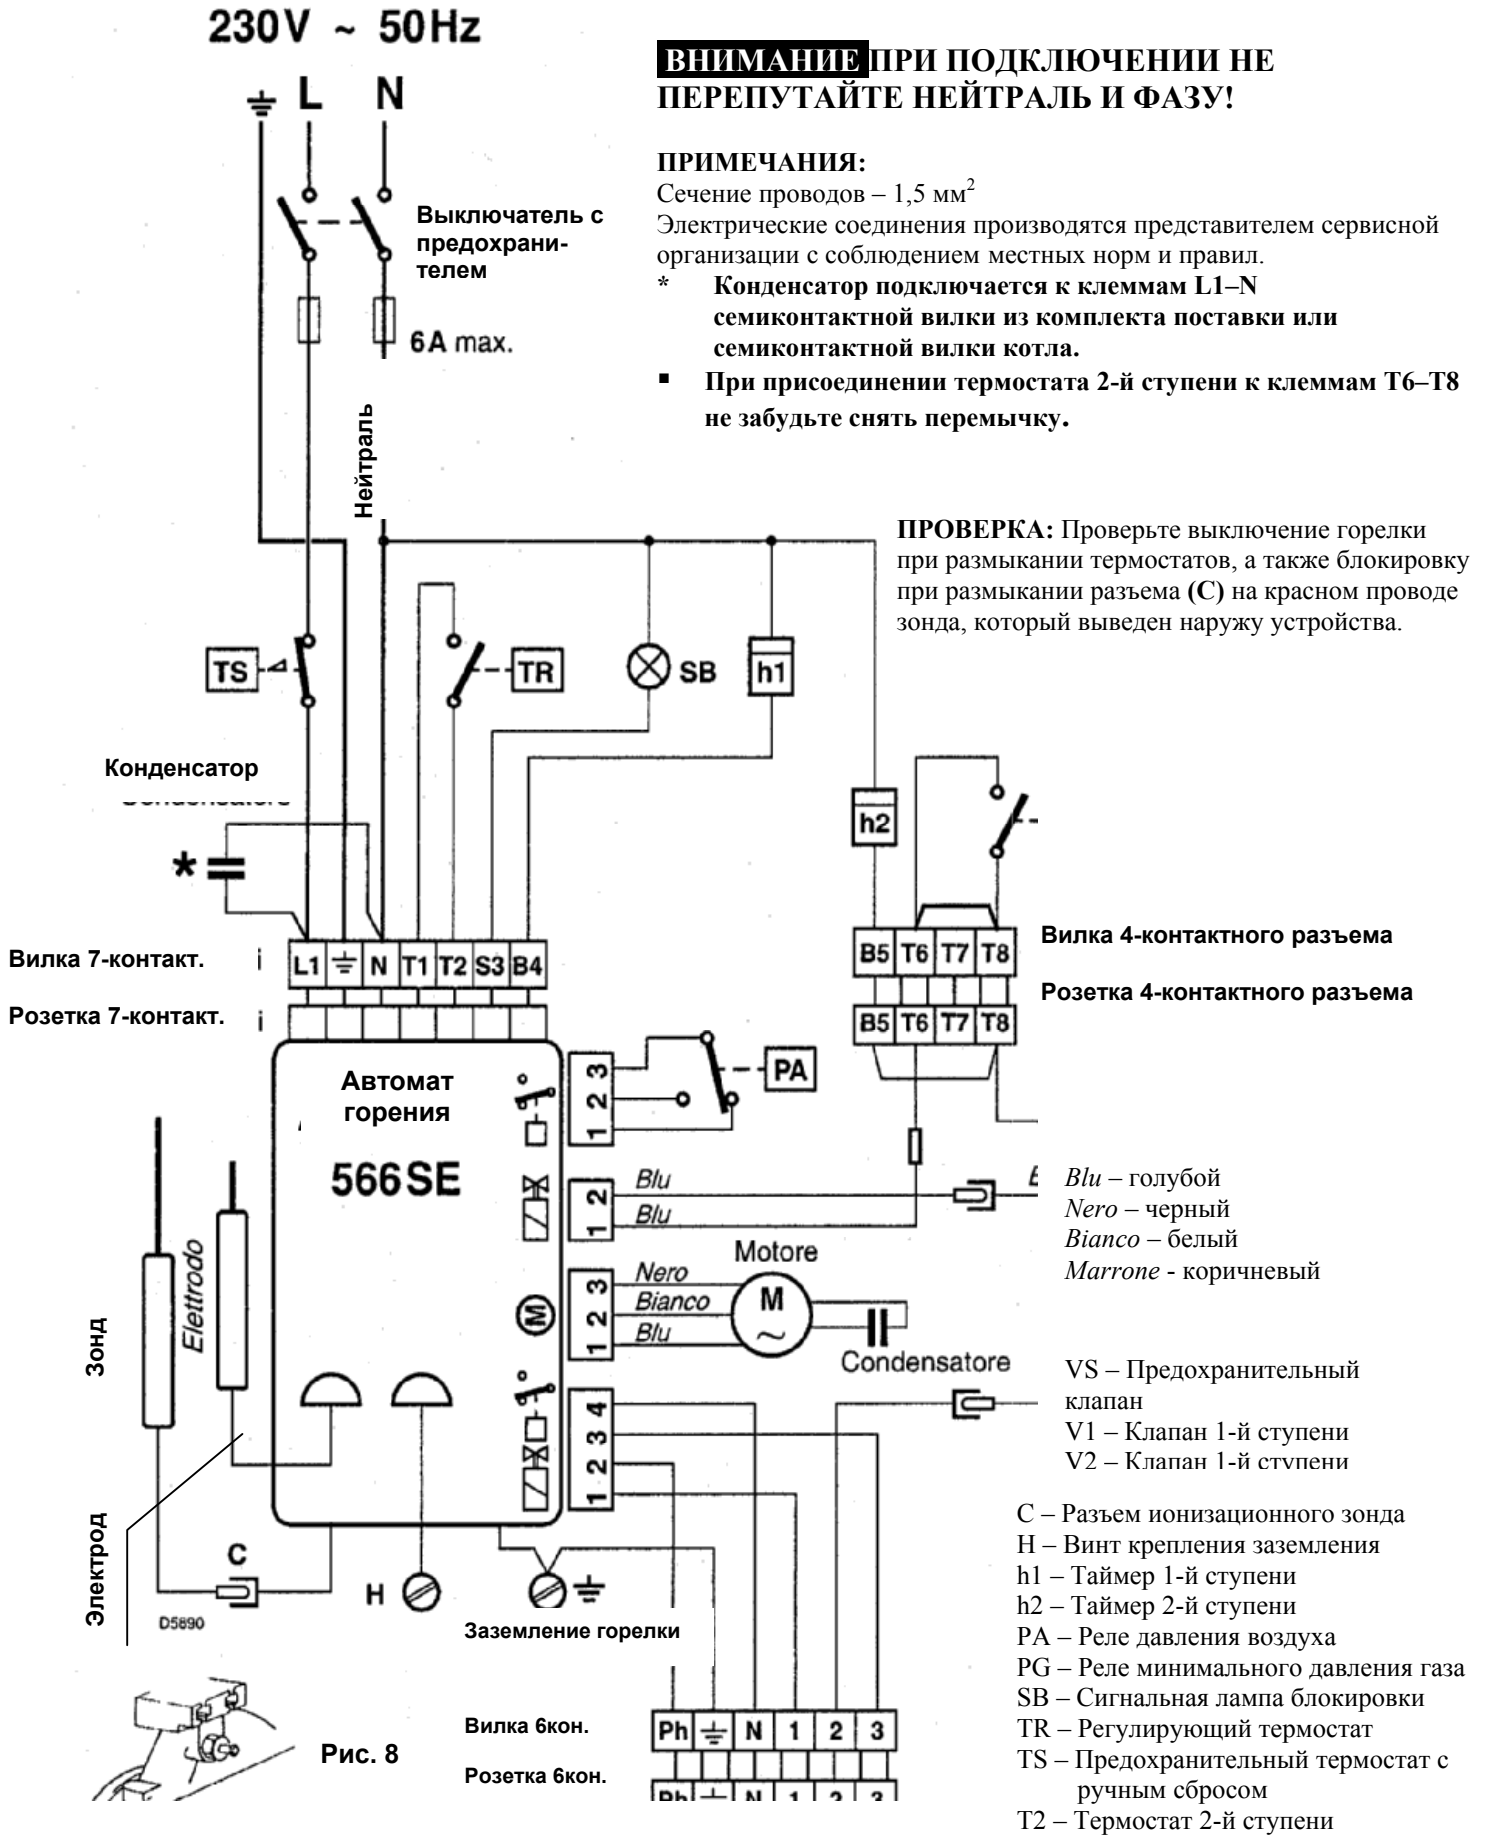 230V ~ 50Hz
L N
ВНИМАНИЕ ПРИ ПОДКЛЮЧЕНИИ НЕ
ПЕРЕПУТАЙТЕ НЕЙТРАЛЬ И ФАЗУ!
ПРИМЕЧАНИЯ:
Сечение проводов – 1,5 мм²
Электрические соединения производятся представителем сервисной
организации с соблюдением местных норм и правил.
* Конденсатор подключается к клеммам L1–N
семиконтактной вилки из комплекта поставки или
семиконтактной вилки котла.
▪ При присоединении термостата 2-й ступени к клеммам Т6–Т8
не забудьте снять перемычку.
Выключатель с
предохрани-
телем
6A max.
Нейтраль
ПРОВЕРКА: Проверьте выключение горелки
при размыкании термостатов, а также блокировку
при размыкании разъема (С) на красном проводе
зонда, который выведен наружу устройства.
TS
TR
SB
h1
Конденсатор
*
h2
Вилка 7-контакт.
L1 N T1 T2 S3 B4
Розетка 7-контакт.
B5 T6 T7 T8
Вилка 4-контактного разъема
Розетка 4-контактного разъема
B5 T6 T7 T8
Автомат
горения
566SE
3
2
1
PA
2
1
Blu
Blu
Motore
3
2
1
Nero
Bianco
Blu
M
~
M
Condensatore
4
3
2
1
Зонд
Elettrodo
Электрод
C
H
D5890
Заземление горелки
Blu – голубой
Nero – черный
Bianco – белый
Marrone - коричневый
VS – Предохранительный
клапан
V1 – Клапан 1-й ступени
V2 – Клапан 1-й ступени
C – Разъем ионизационного зонда
H – Винт крепления заземления
h1 – Таймер 1-й ступени
h2 – Таймер 2-й ступени
PA – Реле давления воздуха
PG – Реле минимального давления газа
SB – Сигнальная лампа блокировки
TR – Регулирующий термостат
TS – Предохранительный термостат с
ручным сбросом
T2 – Термостат 2-й ступени
Вилка 6кон.
Ph N 1 2 3
Розетка 6кон.
Ph N 1 2 3
Рис. 8